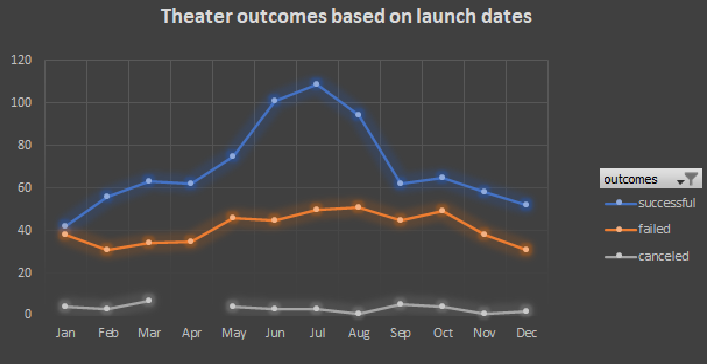 Theater outcomes based on launch dates
120
100
80
60
40
20
0
Jan Feb Mar Apr May Jun Jul Aug Sep Oct Nov Dec
outcomes
successful
failed
canceled